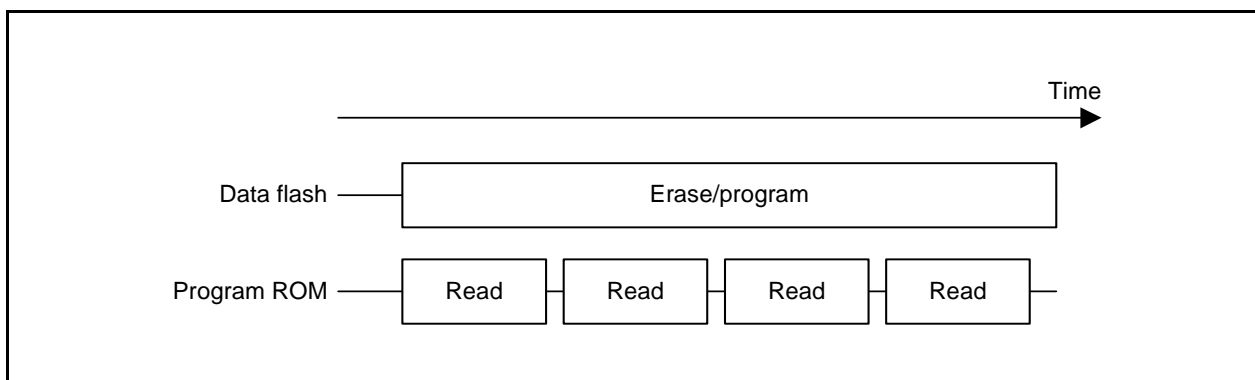 Time
Data flash
Erase/program
Program ROM
Read
Read
Read
Read